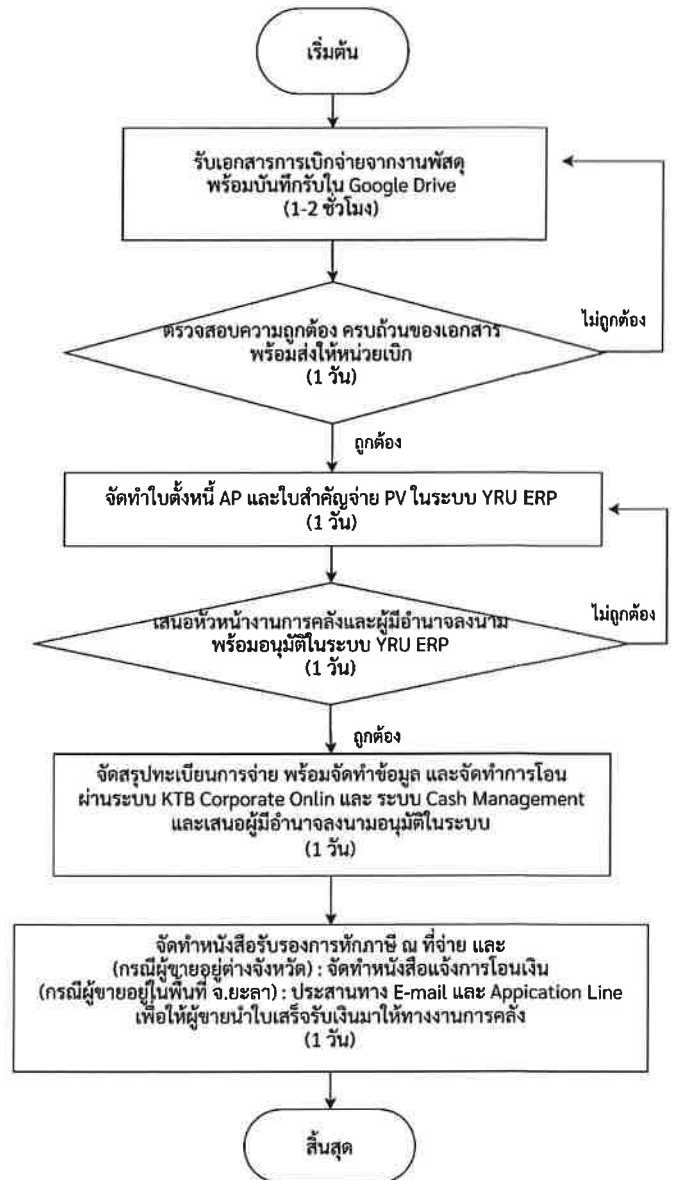 เริ่มต้น
รับเอกสารการเบิกจ่ายจากงานพัสดุ
พร้อมบันทึกรับใน Google Drive
(1-2 ชั่วโมง)
ไม่ถูกต้อง
ตรวจสอบความถูกต้อง ครบถ้วนของเอกสาร
พร้อมส่งให้หน่วยเบิก
(1 วัน)
ถูกต้อง
จัดทำใบตั้งหนี้ AP และใบสำคัญจ่าย PV ในระบบ YRU ERP
(1 วัน)
ไม่ถูกต้อง
เสนอหัวหน้างานการคลังและผู้มีอำนาจลงนาม
พร้อมอนุมัติในระบบ YRU ERP
(1 วัน)
ถูกต้อง
จัดสรุปทะเบียนการจ่าย พร้อมจัดทำข้อมูล และจัดทำการโอน
ผ่านระบบ KTB Corporate Onlin และ ระบบ Cash Management
และเสนอผู้มีอำนาจลงนามอนุมัติในระบบ
(1 วัน)
จัดทำหนังสือรับรองการหักภาษี ณ ที่จ่าย และ
(กรณีผู้ขายอยู่ต่างจังหวัด) : จัดทำหนังสือแจ้งการโอนเงิน
(กรณีผู้ขายอยู่ในพื้นที่ จ.ยะลา) : ประสานทาง E-mail และ Appication Line
เพื่อให้ผู้ขายนำใบเสร็จรับเงินมาให้ทางงานการคลัง
(1 วัน)
สิ้นสุด